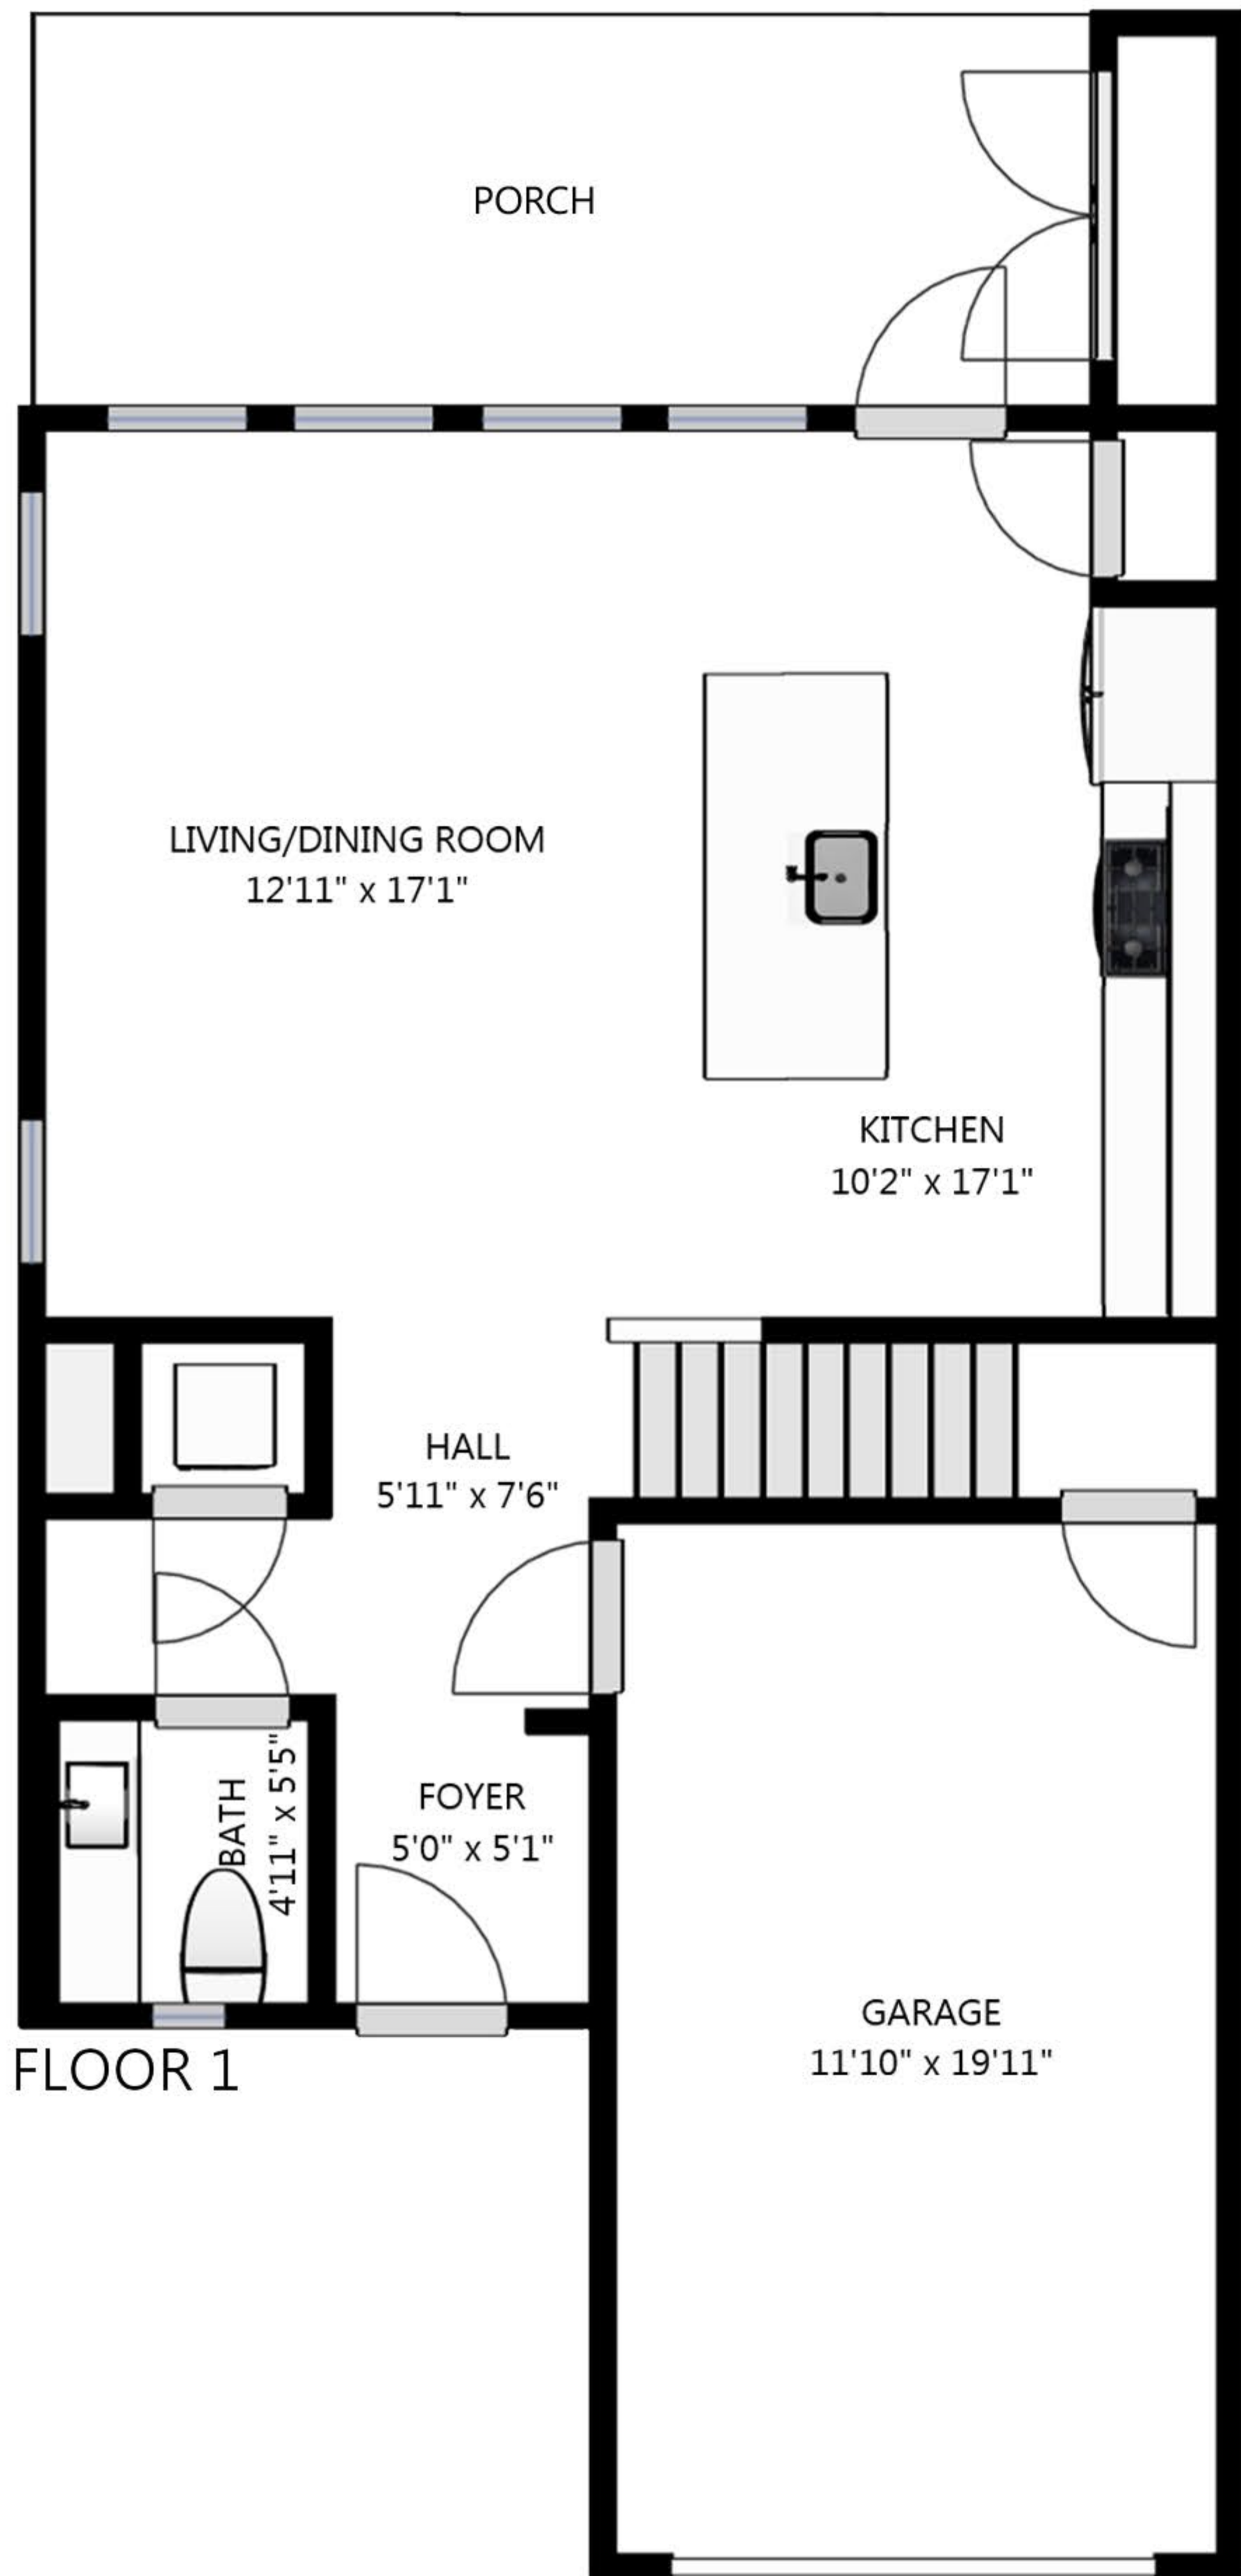 PORCH
LIVING/DINING ROOM
12'11" x 17'1"
KITCHEN
10'2" x 17'1"
HALL
5'11" x 7'6"
BATH
4'11" x 5'5"
FOYER
5'0" x 5'1"
GARAGE
11'10" x 19'11"
FLOOR 1